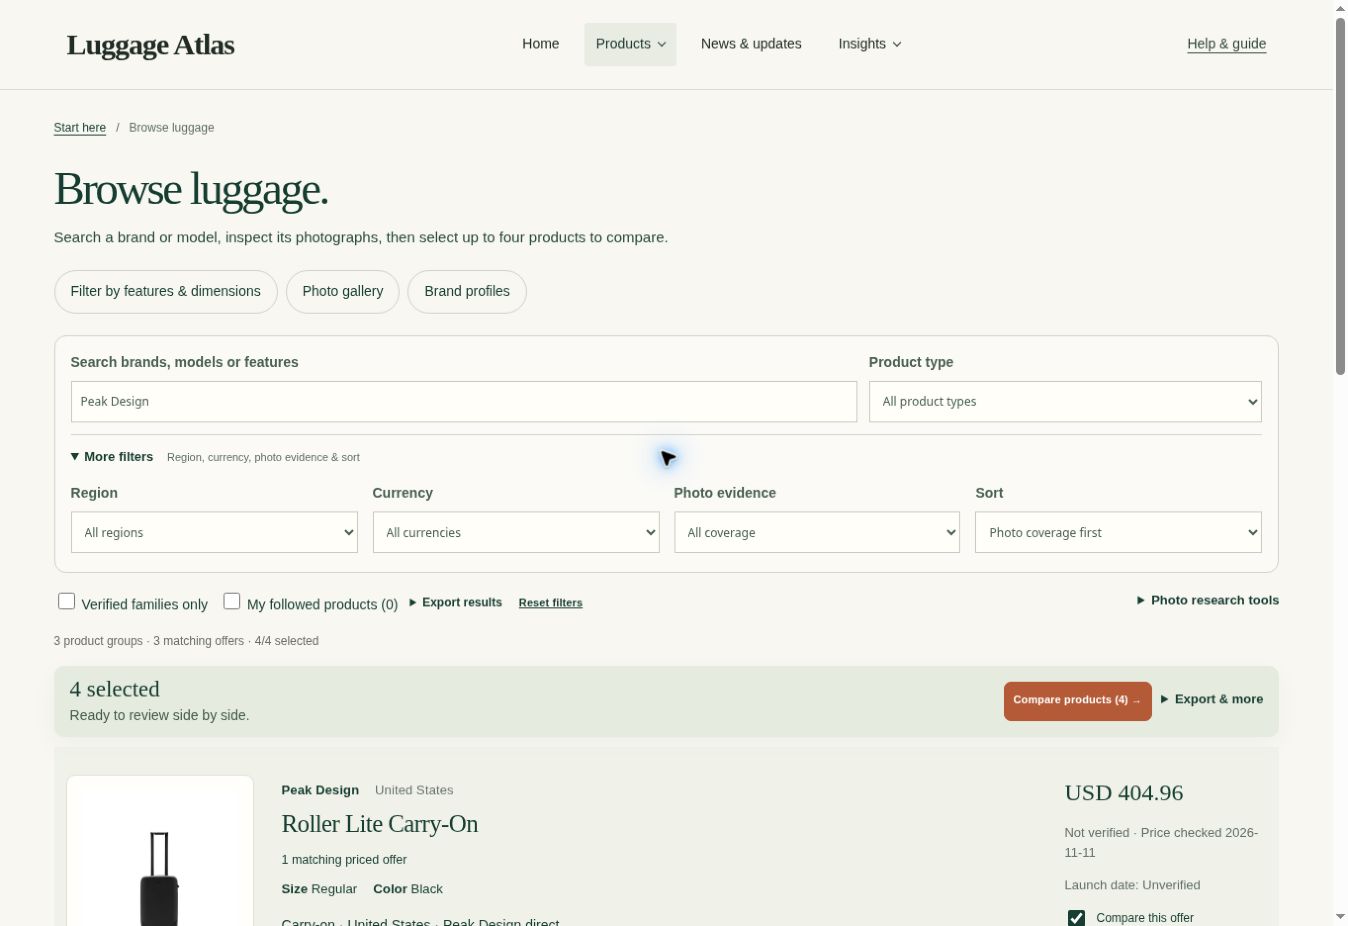 Luggage Atlas
Home
Products
News & updates
Insights
Help & guide
Start here / Browse luggage
Browse luggage.
Search a brand or model, inspect its photographs, then select up to four products to compare.
Filter by features & dimensions
Photo gallery
Brand profiles
Search brands, models or features
Product type
Peak Design
All product types
More filters Region, currency, photo evidence & sort
Region
Currency
Photo evidence
Sort
All regions
All currencies
All coverage
Photo coverage first
Verified families only
My followed products (0)
Export results
Reset filters
Photo research tools
3 product groups · 3 matching offers · 4/4 selected
4 selected
Ready to review side by side.
Compare products (4) →
Export & more
Peak Design United States
Roller Lite Carry-On
1 matching priced offer
Size Regular Color Black
Carry-on · United States · Peak Design direct
USD 404.96
Not verified · Price checked 2026-
11-11
Launch date: Unverified
Compare this offer